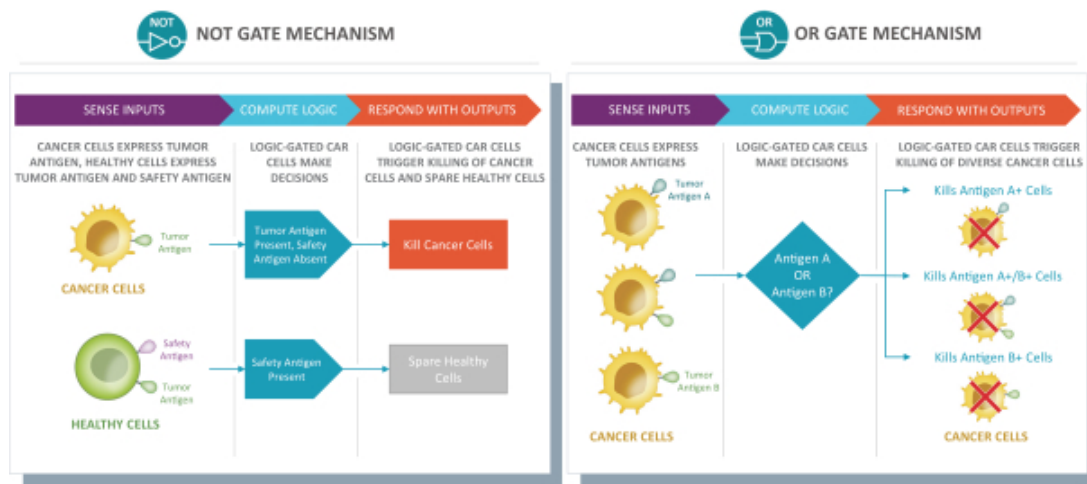 NOT
NOT GATE MECHANISM
SENSE INPUTS
COMPUTE LOGIC
RESPOND WITH OUTPUTS
CANCER CELLS EXPRESS TUMOR
ANTIGEN, HEALTHY CELLS EXPRESS
TUMOR ANTIGEN AND SAFETY ANTIGEN
LOGIC-GATED CAR
CELLS MAKE
DECISIONS
LOGIC-GATED CAR CELLS
TRIGGER KILLING OF CANCER
CELLS AND SPARE HEALTHY CELLS
Tumor
Antigen
CANCER CELLS
Tumor Antigen
Present, Safety
Antigen Absent
Kill Cancer Cells
Safety
Antigen
Tumor
Antigen
HEALTHY CELLS
Safety Antigen
Present
Spare Healthy
Cells
OR
OR GATE MECHANISM
SENSE INPUTS
COMPUTE LOGIC
RESPOND WITH OUTPUTS
CANCER CELLS EXPRESS
TUMOR ANTIGENS
LOGIC-GATED CAR CELLS
MAKE DECISIONS
LOGIC-GATED CAR CELLS TRIGGER
KILLING OF DIVERSE CANCER CELLS
Tumor
Antigen A
Tumor
Antigen B
CANCER CELLS
Antigen A
OR
Antigen B?
Kills Antigen A+ Cells
Kills Antigen A+/B+ Cells
Kills Antigen B+ Cells
CANCER CELLS